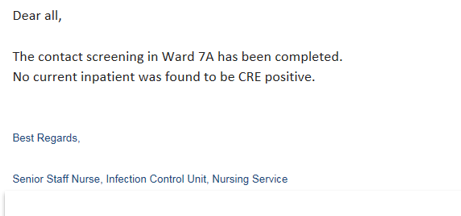 Dear all,
The contact screening in Ward 7A has been completed.
No current inpatient was found to be CRE positive.
Best Regards,
Senior Staff Nurse, Infection Control Unit, Nursing Service